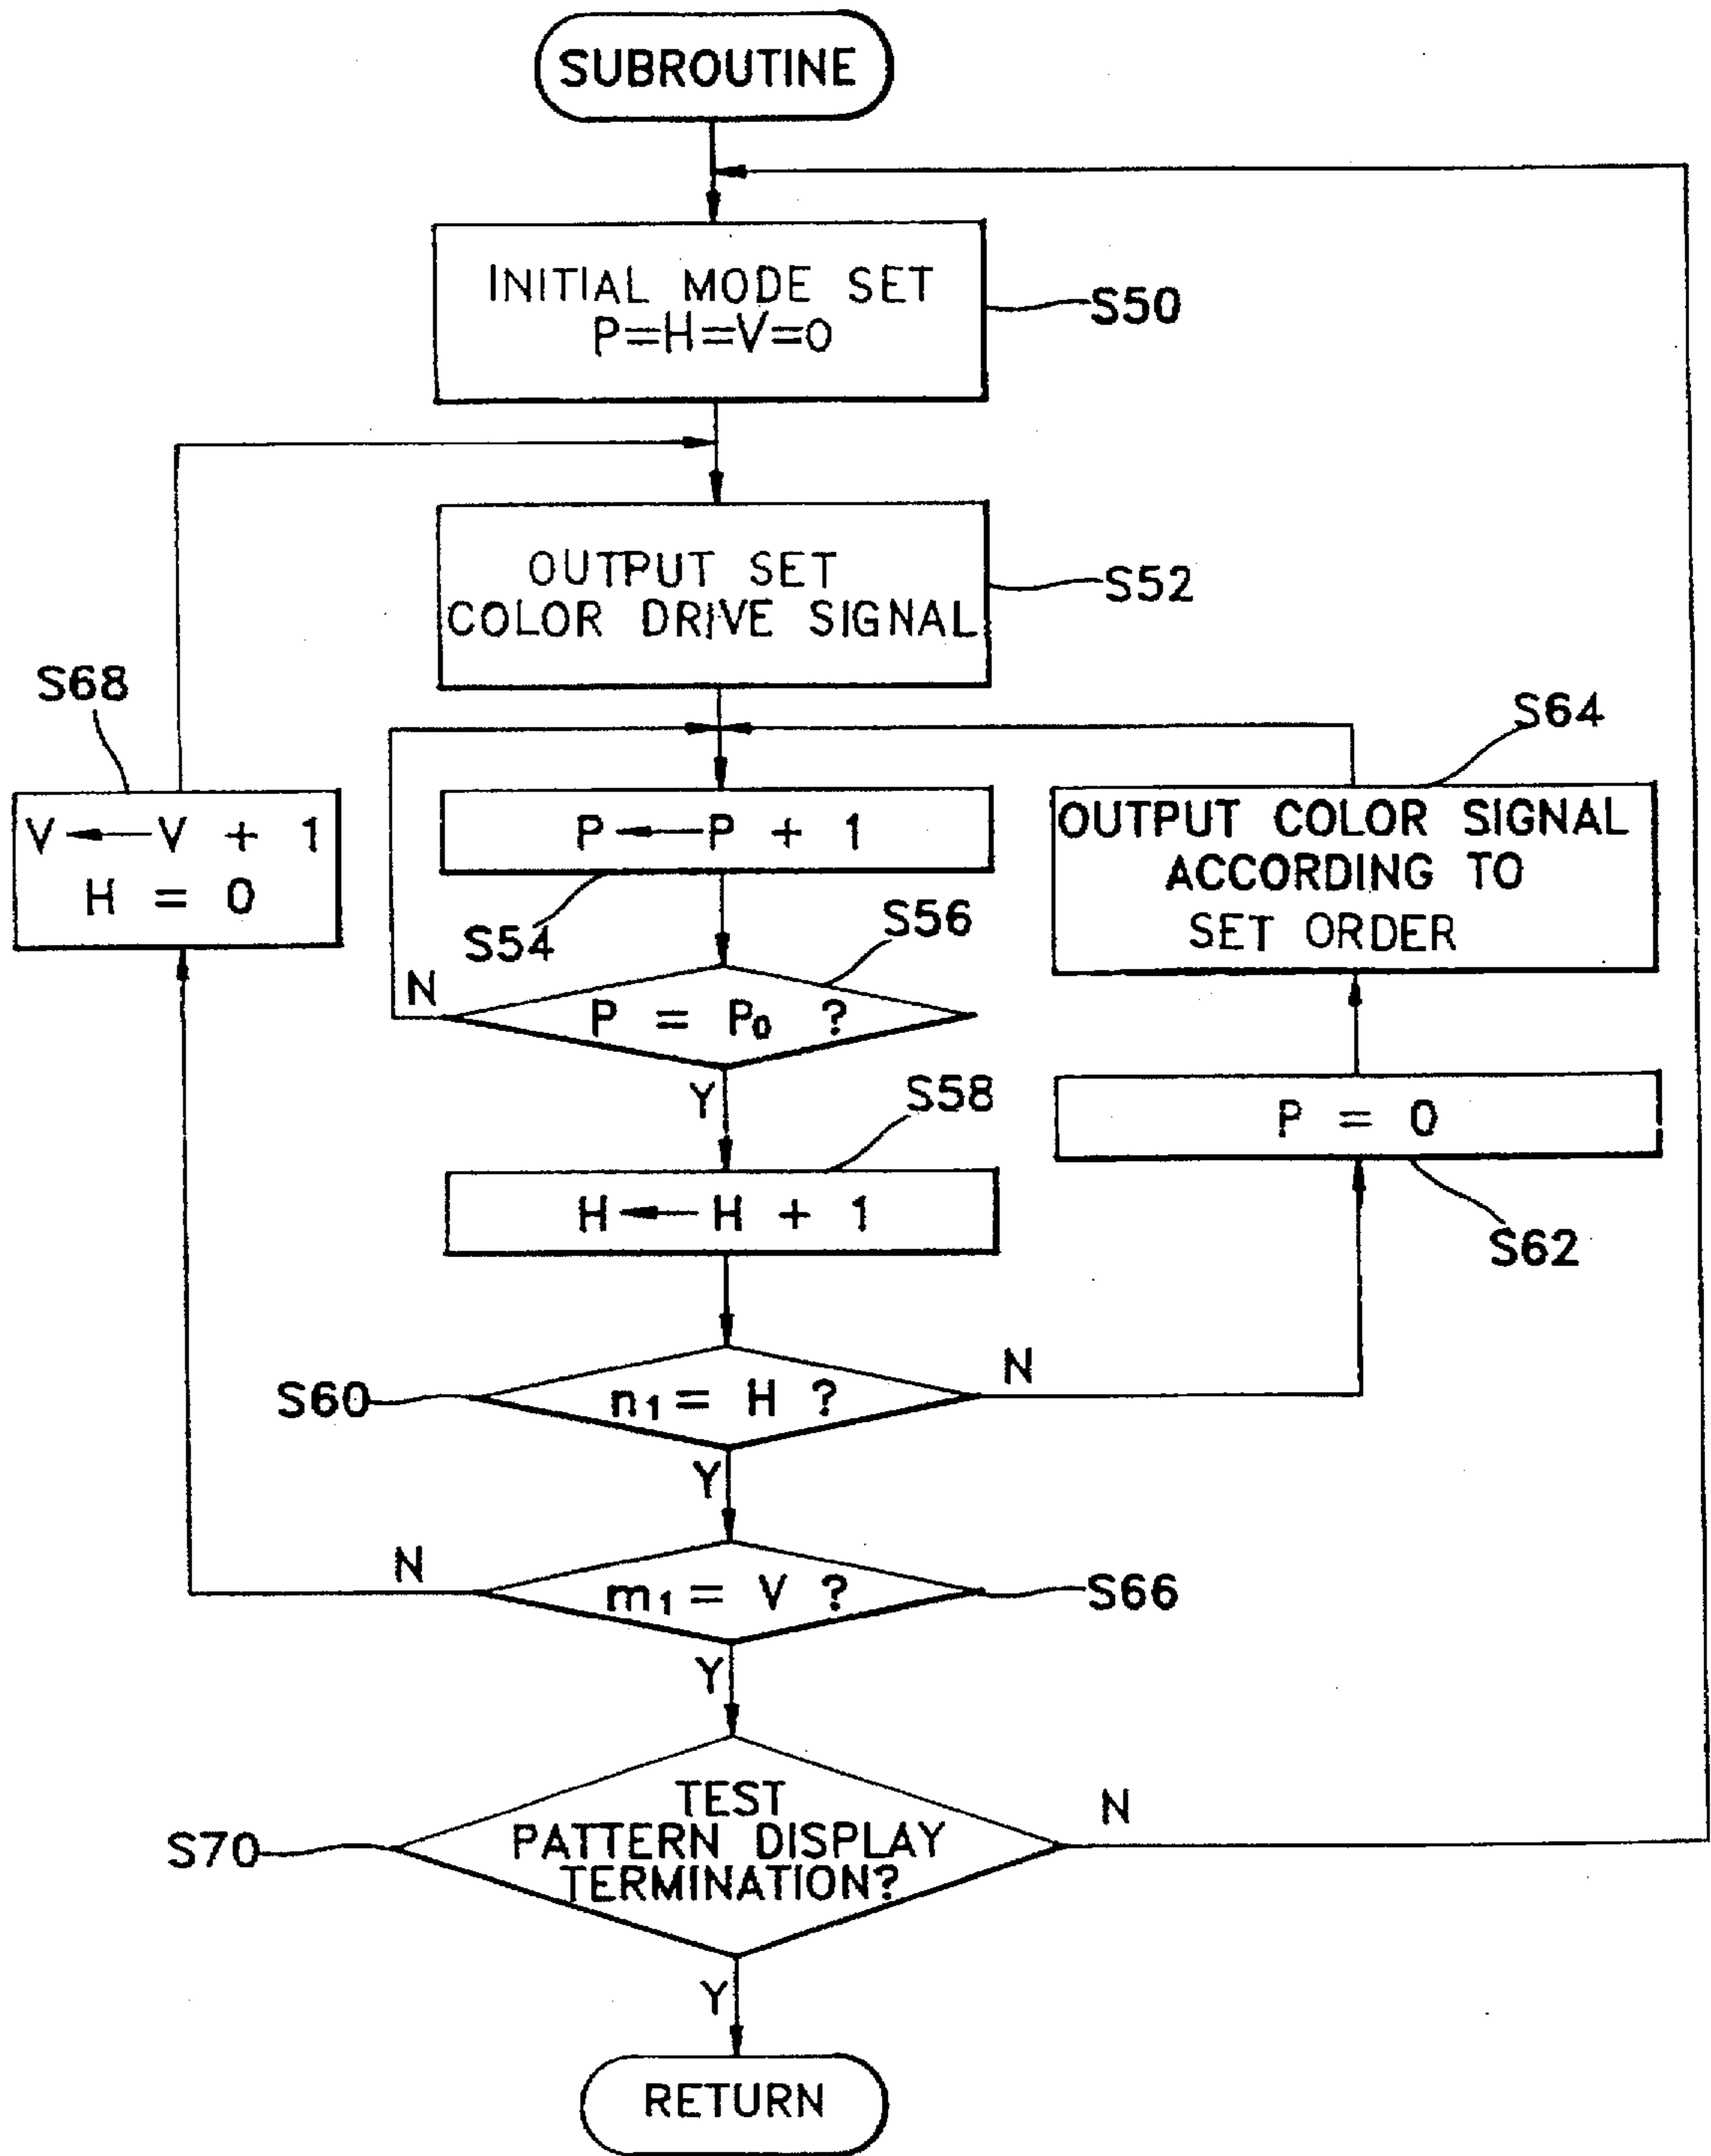 SUBROUTINE
INITIAL MODE SET
P=H=V=0
S50
OUTPUT SET
COLOR DRIVE SIGNAL
S52
S68
V←V + 1
H = 0
P←P + 1
S54
S64
OUTPUT COLOR SIGNAL
ACCORDING TO
SET ORDER
S56
N
P = P₀ ?
Y
S58
P = 0
S62
H←H + 1
S60
n₁ = H ?
N
Y
N
m₁ = V ?
S66
Y
S70
TEST
PATTERN DISPLAY
TERMINATION?
N
Y
RETURN